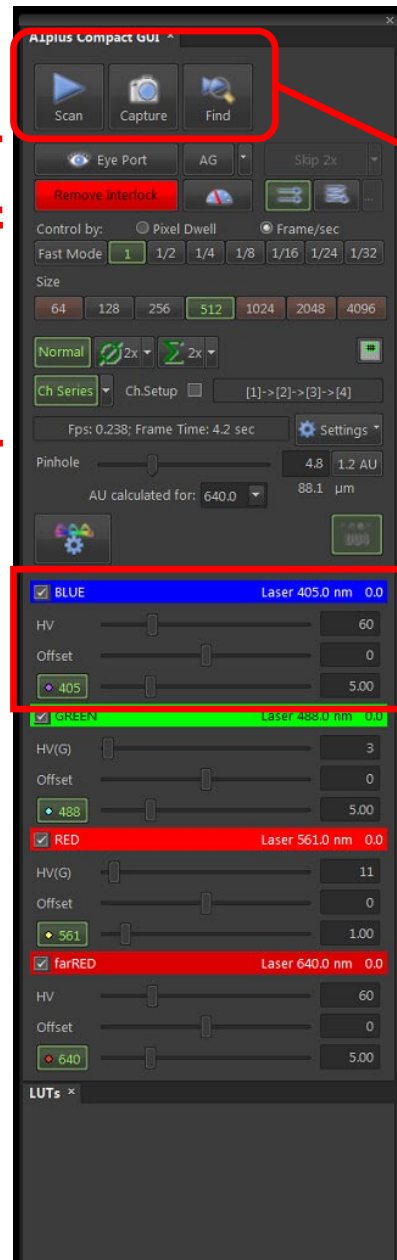 A1plus Compact GUI ×
Scan Capture Find
Eye Port AG Skip 2x
Remove Interlock ...
Control by: Pixel Dwell Frame/sec
Fast Mode 1 1/2 1/4 1/8 1/16 1/24 1/32
Size
64 128 256 512 1024 2048 4096
Normal 2x 2x
Ch Series Ch.Setup [1]->[2]->[3]->[4]
Fps: 0.238; Frame Time: 4.2 sec Settings
Pinhole 4.8 1.2 AU
AU calculated for: 640.0 88.1 µm
BLUE Laser 405.0 nm 0.0
HV 60
Offset 0
405 5.00
GREEN Laser 488.0 nm 0.0
HV(G) 3
Offset 0
488 5.00
RED Laser 561.0 nm 0.0
HV(G) 11
Offset 0
561 1.00
farRED Laser 640.0 nm 0.0
HV 60
Offset 0
640 5.00
LUTs ×